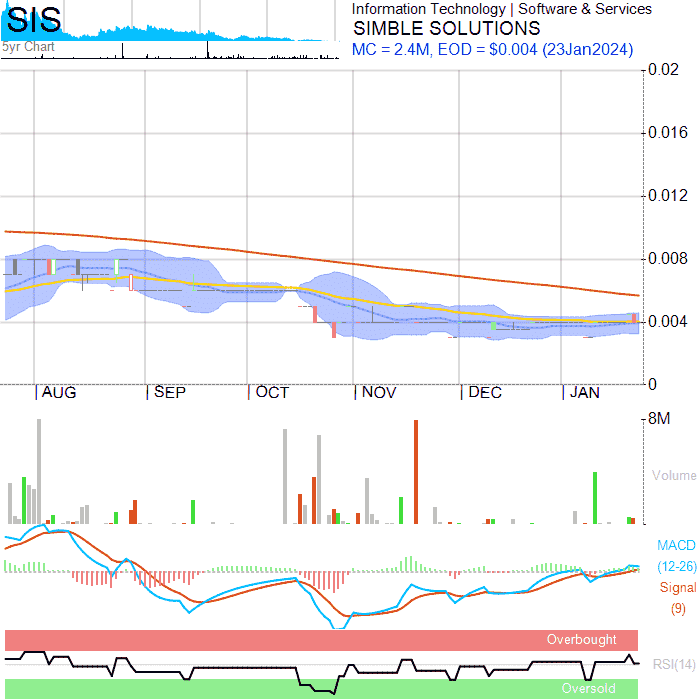 SIS
Information Technology | Software & Services
SIMBLE SOLUTIONS
5yr Chart
MC = 2.4M, EOD = $0.004 (23Jan2024)
0.02
0.016
0.012
0.008
0.004
0
AUG
SEP
OCT
NOV
DEC
JAN
8M
Volume
MACD
(12-26)
Signal
(9)
Overbought
RSI(14)
Oversold